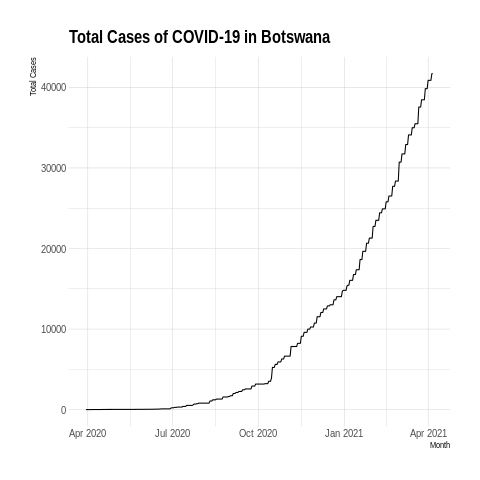 Total Cases of COVID-19 in Botswana
Total Cases
40000
30000
20000
10000
0
Apr 2020 Jul 2020 Oct 2020 Jan 2021 Apr 2021
Month